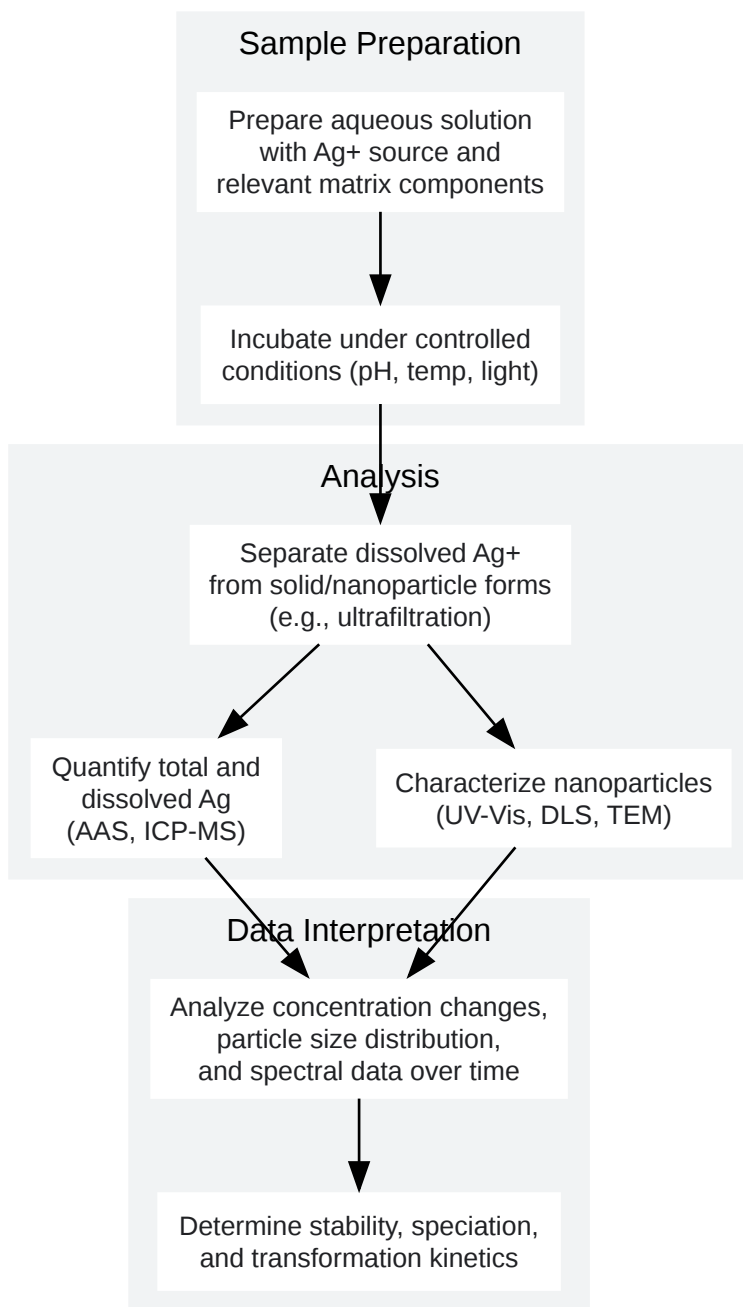 Sample Preparation
Prepare aqueous solution
with Ag+ source and
relevant matrix components
Incubate under controlled
conditions (pH, temp, light)
Analysis
Separate dissolved Ag+
from solid/nanoparticle forms
(e.g., ultrafiltration)
Quantify total and
dissolved Ag
(AAS, ICP-MS)
Characterize nanoparticles
(UV-Vis, DLS, TEM)
Data Interpretation
Analyze concentration changes,
particle size distribution,
and spectral data over time
Determine stability, speciation,
and transformation kinetics